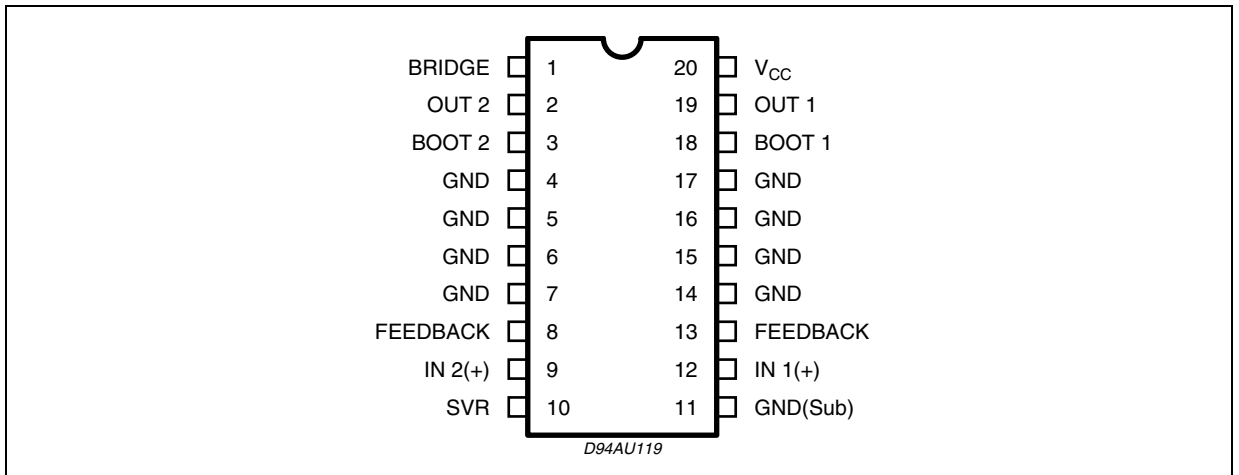 BRIDGE 1 20 V_CC
OUT 2 2 19 OUT 1
BOOT 2 3 18 BOOT 1
GND 4 17 GND
GND 5 16 GND
GND 6 15 GND
GND 7 14 GND
FEEDBACK 8 13 FEEDBACK
IN 2(+) 9 12 IN 1(+)
SVR 10 11 GND(Sub)
D94AU119